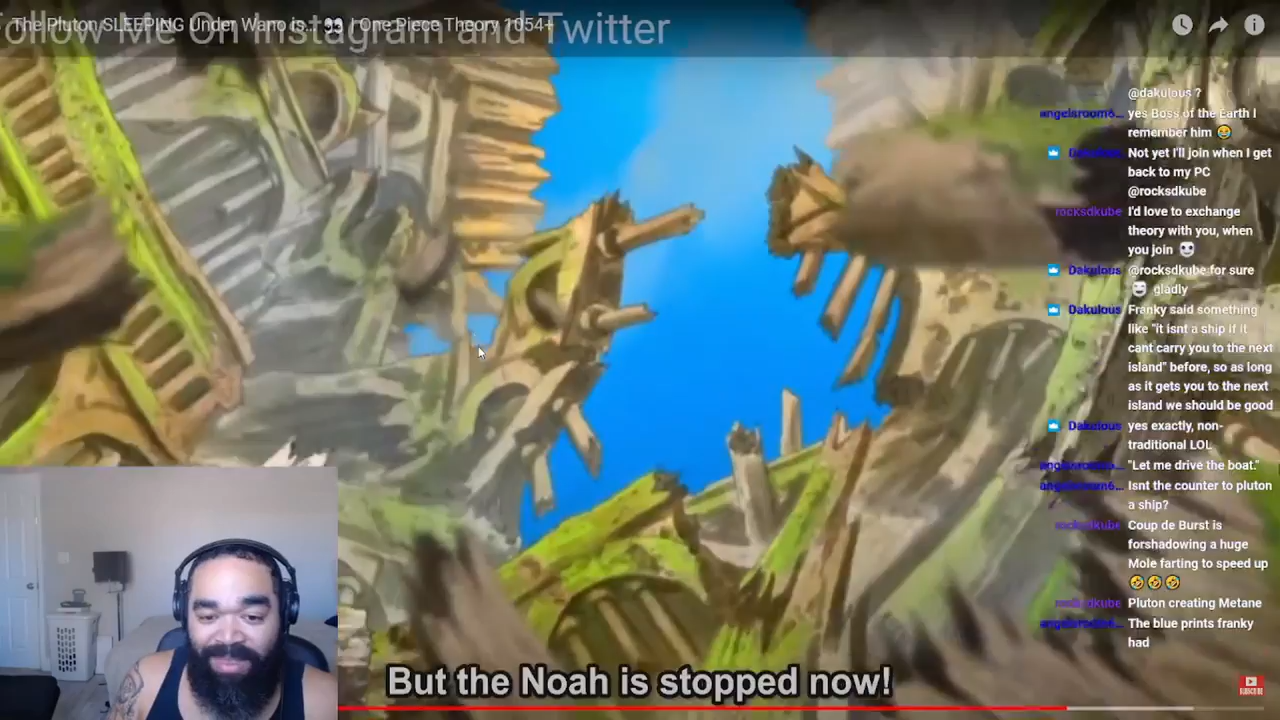 The Pluton SLEEPING Under Wano is... 👀 | One Piece Theory 1054+
Follow Me On Instagram and Twitter
@dakulous ?
yes Boss of the Earth I
remember him 😂
Dakulous Not yet I'll join when I get
back to my PC
@rocksdkube
rocksdkube I'd love to exchange
theory with you, when
you join
Dakulous @rocksdkube for sure
gladly
Dakulous Franky said something
like "it isnt a ship if it
cant carry you to the next
island" before, so as long
as it gets you to the next
island we should be good
Dakulous yes exactly, non-
traditional LOL
"Let me drive the boat."
Isnt the counter to pluton
a ship?
rocksdkube Coup de Burst is
forshadowing a huge
Mole farting to speed up
🤣🤣🤣
rocksdkube Pluton creating Metane
The blue prints franky
had
But the Noah is stopped now!
SUBSCRIBE